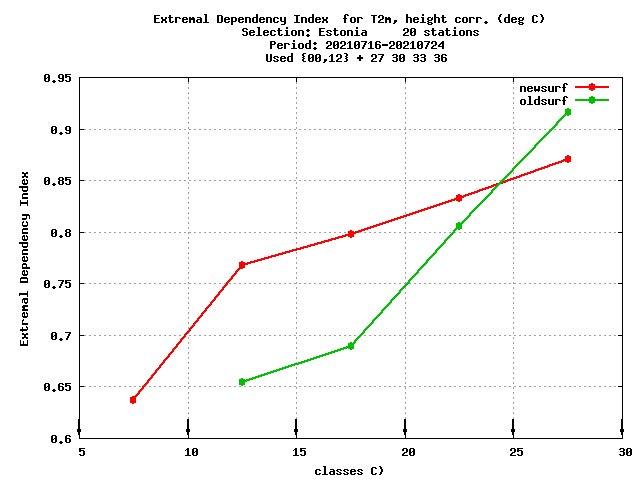 Extremal Dependency Index  for T2m, height corr. (deg C)
Selection: Estonia     20 stations
Period: 20210716-20210724
Used {00,12} + 27 30 33 36
newsurf
oldsurf
0.95
0.9
0.85
0.8
0.75
0.7
0.65
0.6
Extremal Dependency Index
5 10 15 20 25 30
classes C)